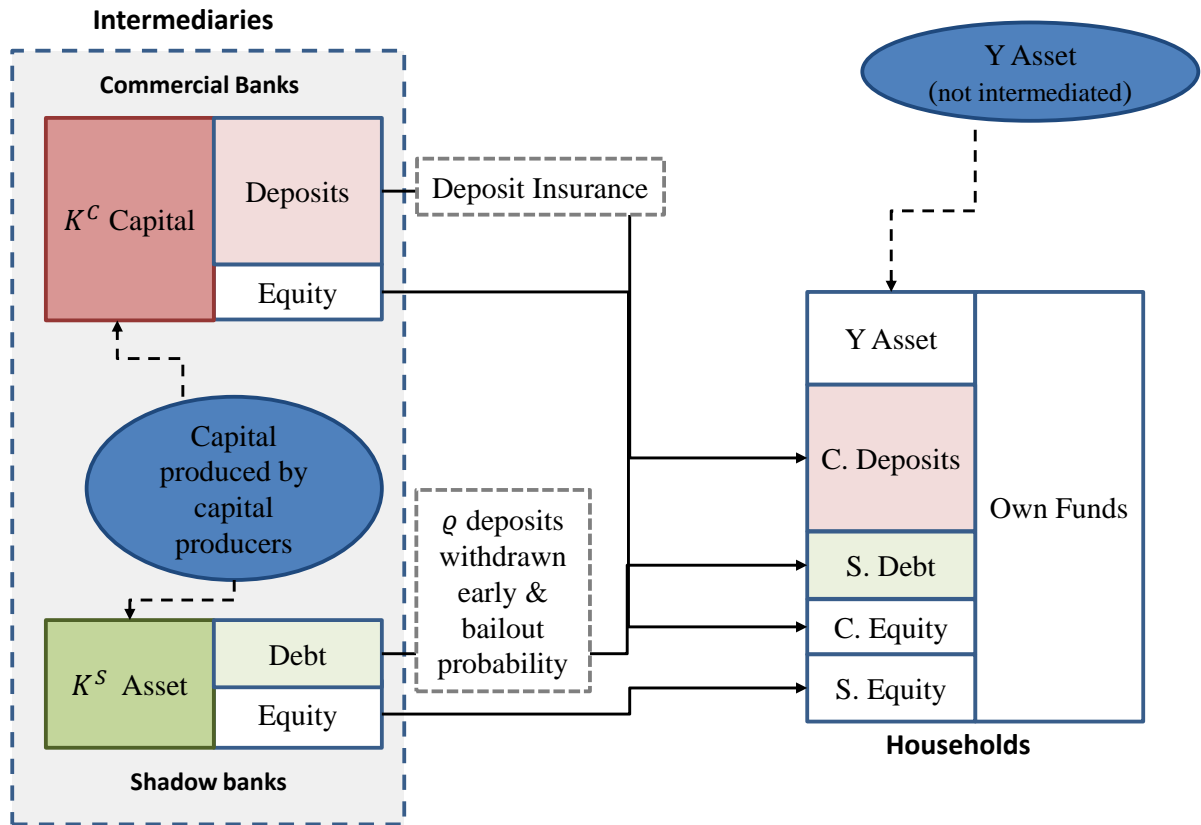 Intermediaries
Commercial Banks
K^C Capital
Deposits
Equity
Deposit Insurance
Capital
produced by
capital
producers
ϱ deposits
withdrawn
early &
bailout
probability
K^S Asset
Debt
Equity
Shadow banks
Y Asset
(not intermediated)
Y Asset
C. Deposits
S. Debt
C. Equity
S. Equity
Own Funds
Households